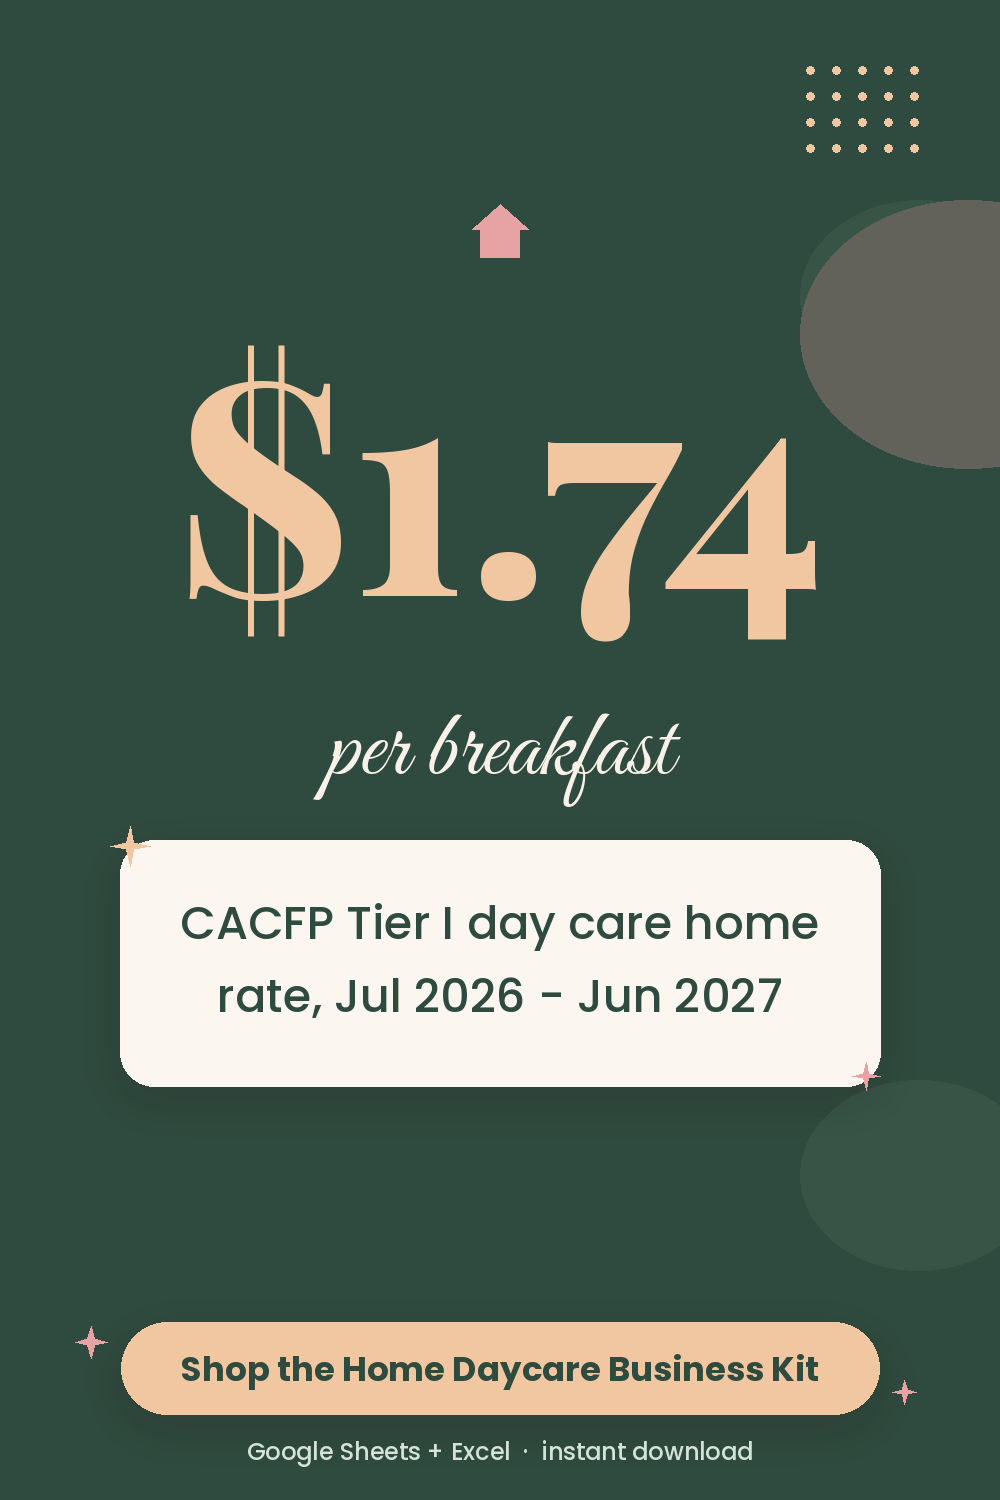 $1.74
per breakfast
CACFP Tier I day care home
rate, Jul 2026 - Jun 2027
Shop the Home Daycare Business Kit
Google Sheets + Excel · instant download